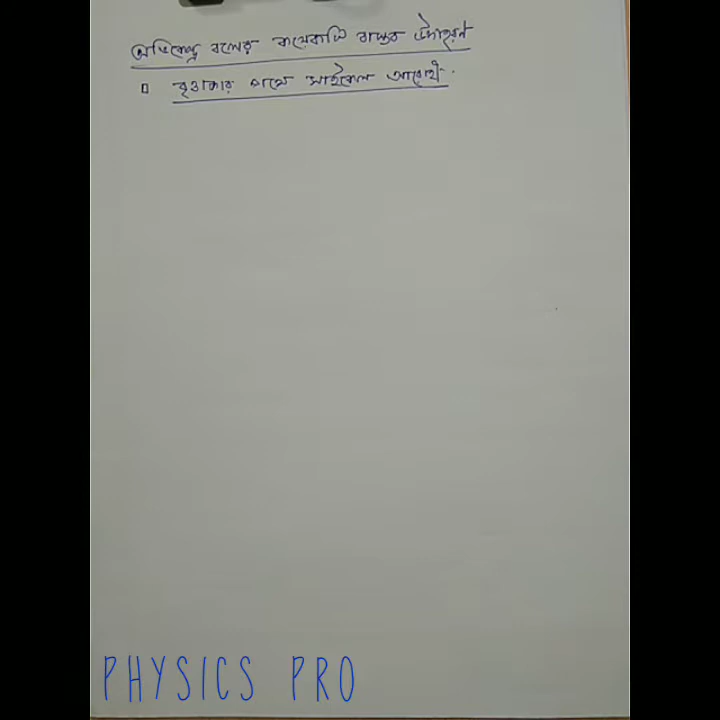 অভিকেন্দ্র বলের কয়েকটি বাস্তব উদাহরণ
বৃত্তাকার পথে সাইকেল আরোহী
PHYSICS PRO